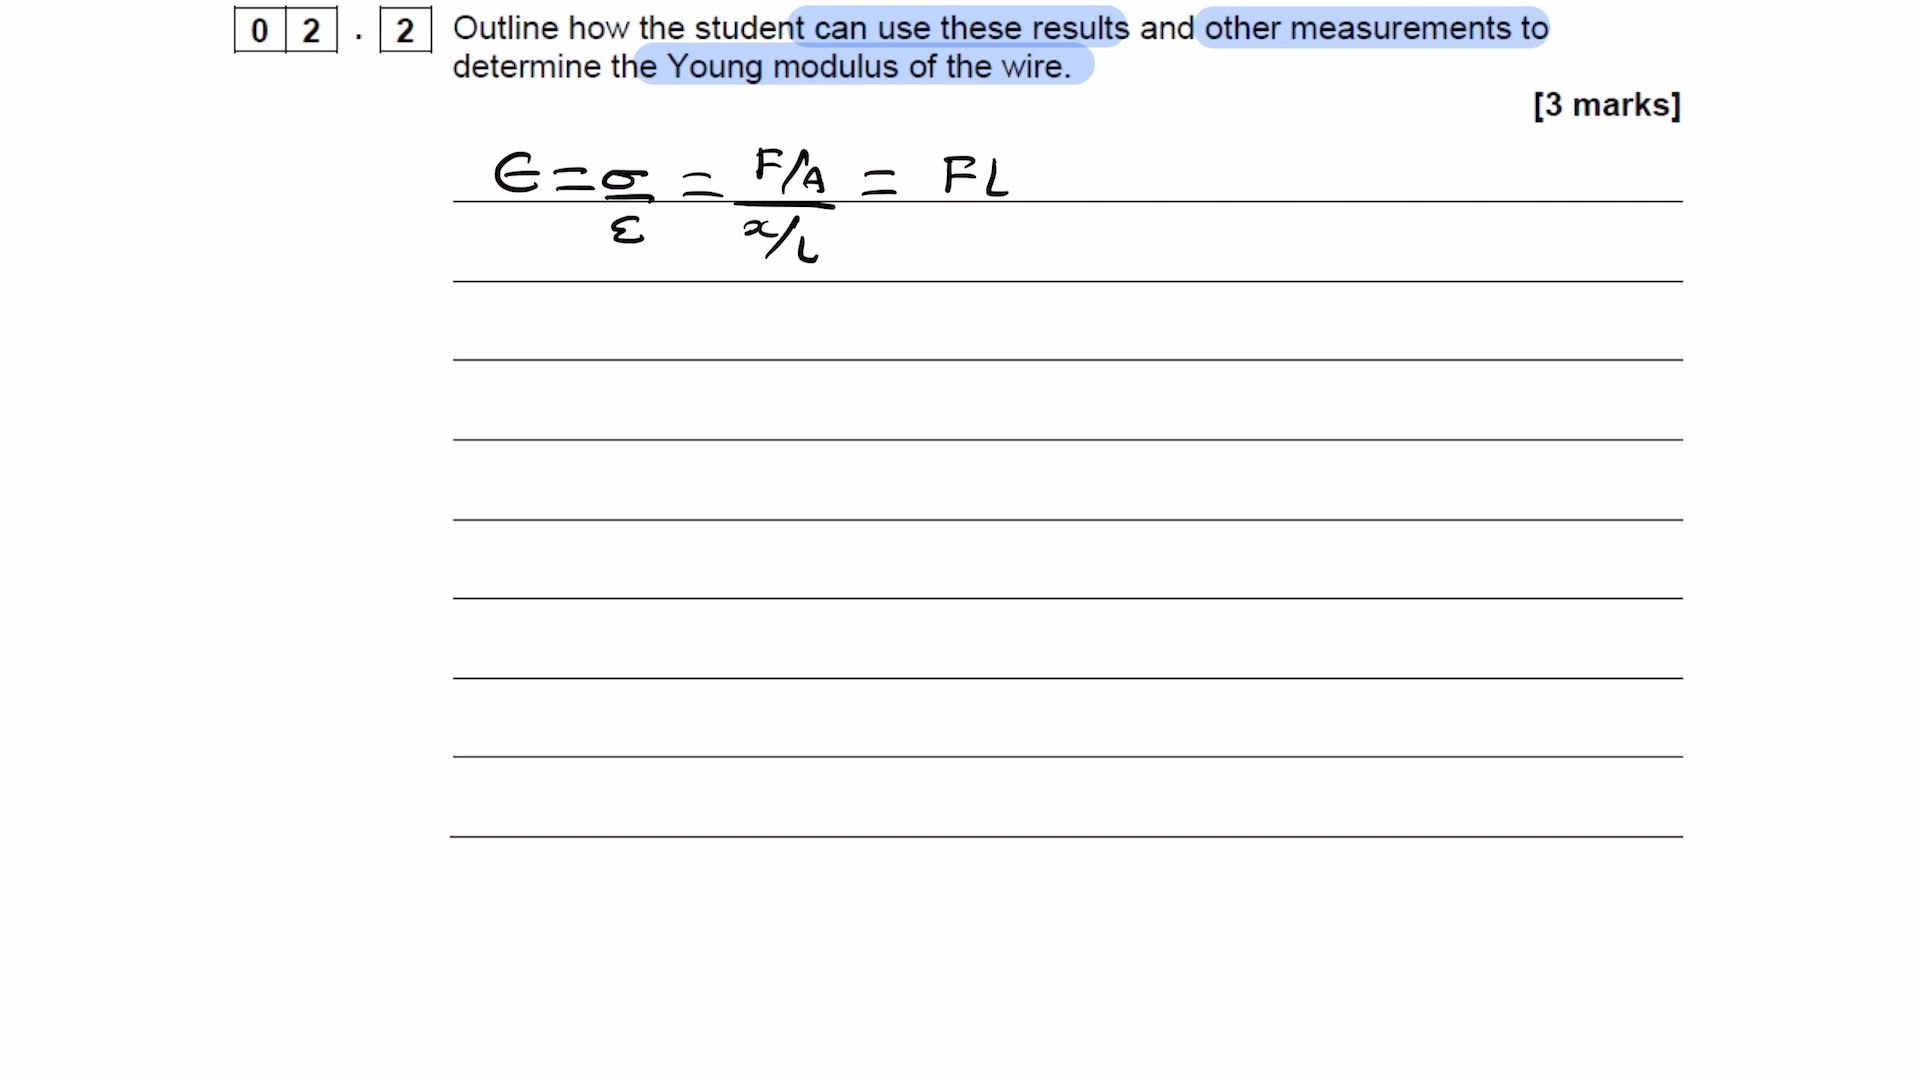 0 2 . 2 Outline how the student can use these results and other measurements to
determine the Young modulus of the wire.
[3 marks]
E = σ/ε = (F/A)/(x/L) = FL